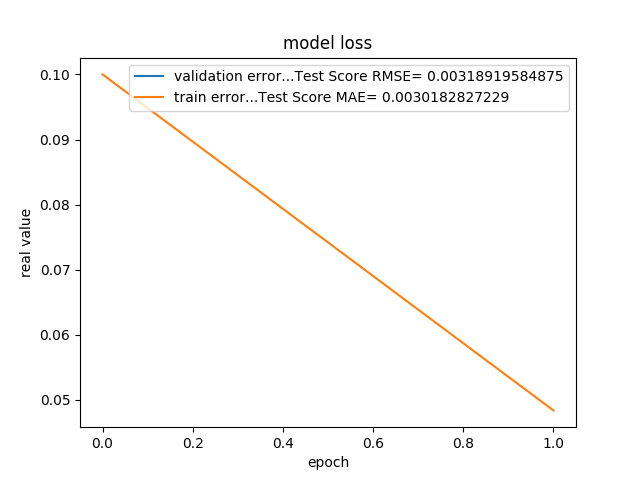 model loss
validation error...Test Score RMSE= 0.00318919584875
train error...Test Score MAE= 0.0030182827229
0.10
0.09
0.08
0.07
0.06
0.05
real value
0.0 0.2 0.4 0.6 0.8 1.0
epoch